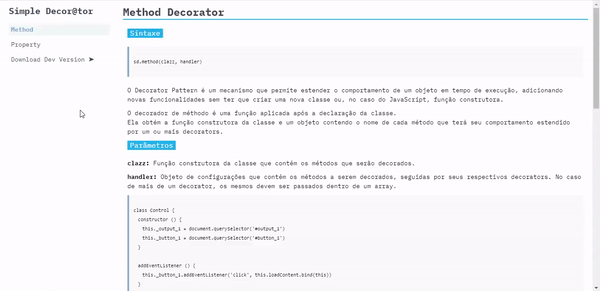 Simple Decor@tor
Method
Property
Download Dev Version ➤
Method Decorator
Sintaxe
sd.method(clazz, handler)
O Decorator Pattern é um mecanismo que permite estender o comportamento de um objeto em tempo de execução, adicionando
novas funcionalidades sem ter que criar uma nova classe ou, no caso do JavaScript, função construtora.
O decorador de méthodo é uma função aplicada após a declaração da classe.
Ela obtém a função construtora da classe e um objeto contendo o nome de cada método que terá seu comportamento estendido
por um ou mais decorators.
Parâmetros
clazz: Função construtora da classe que contém os métodos que serão decorados.
handler: Objeto de configurações que contém os métodos a serem decorados, seguidas por seus respectivos decorators. No caso
de mais de um decorator, os mesmos devem ser passados dentro de um array.
class Control {
constructor () {
this._output_1 = document.querySelector('#output_1')
this._button_1 = document.querySelector('#button_1')
}
addEventListener () {
this._button_1.addEventListener('click', this.loadContent.bind(this))
}